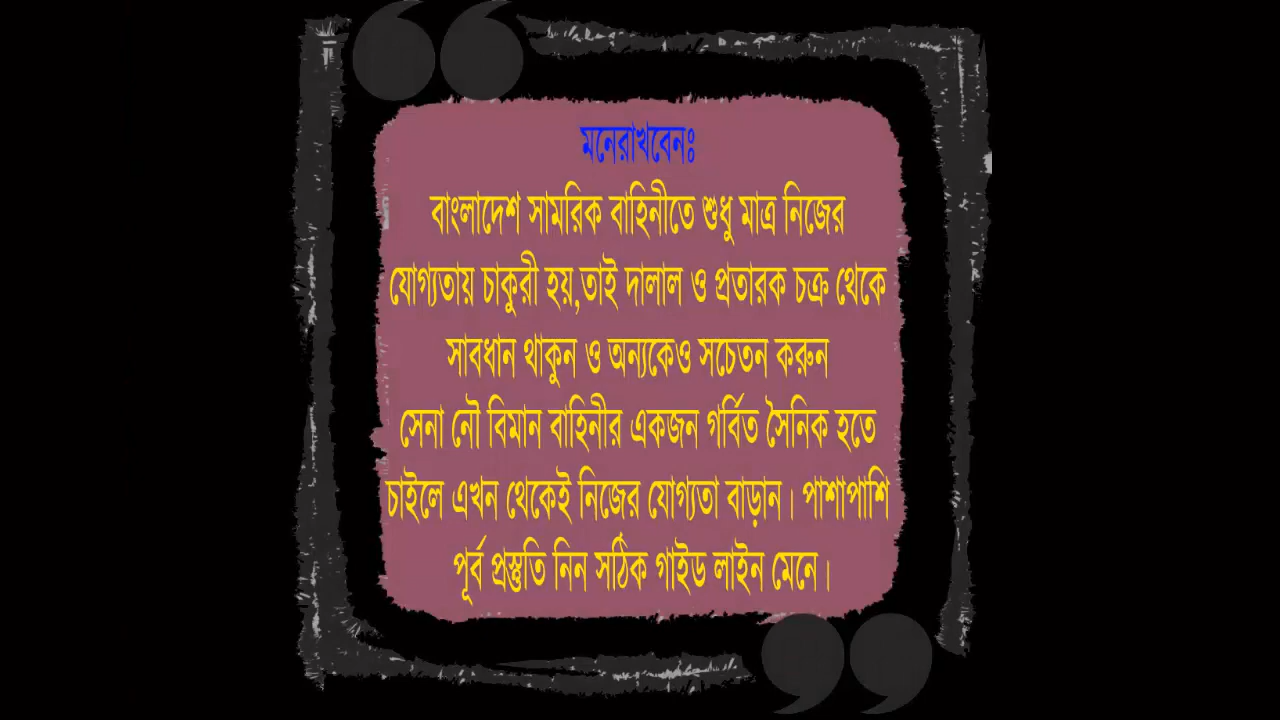 মনেরাখবেনঃ
বাংলাদেশ সামরিক বাহিনীতে শুধু মাত্র নিজের
যোগ্যতায় চাকুরী হয়,তাই দালাল ও প্রতারক চক্র থেকে
সাবধান থাকুন ও অন্যকেও সচেতন করুন
সেনা নৌ বিমান বাহিনীর একজন গর্বিত সৈনিক হতে
চাইলে এখন থেকেই নিজের যোগ্যতা বাড়ান। পাশাপাশি
পূর্ব প্রস্তুতি নিন সঠিক গাইড লাইন মেনে।